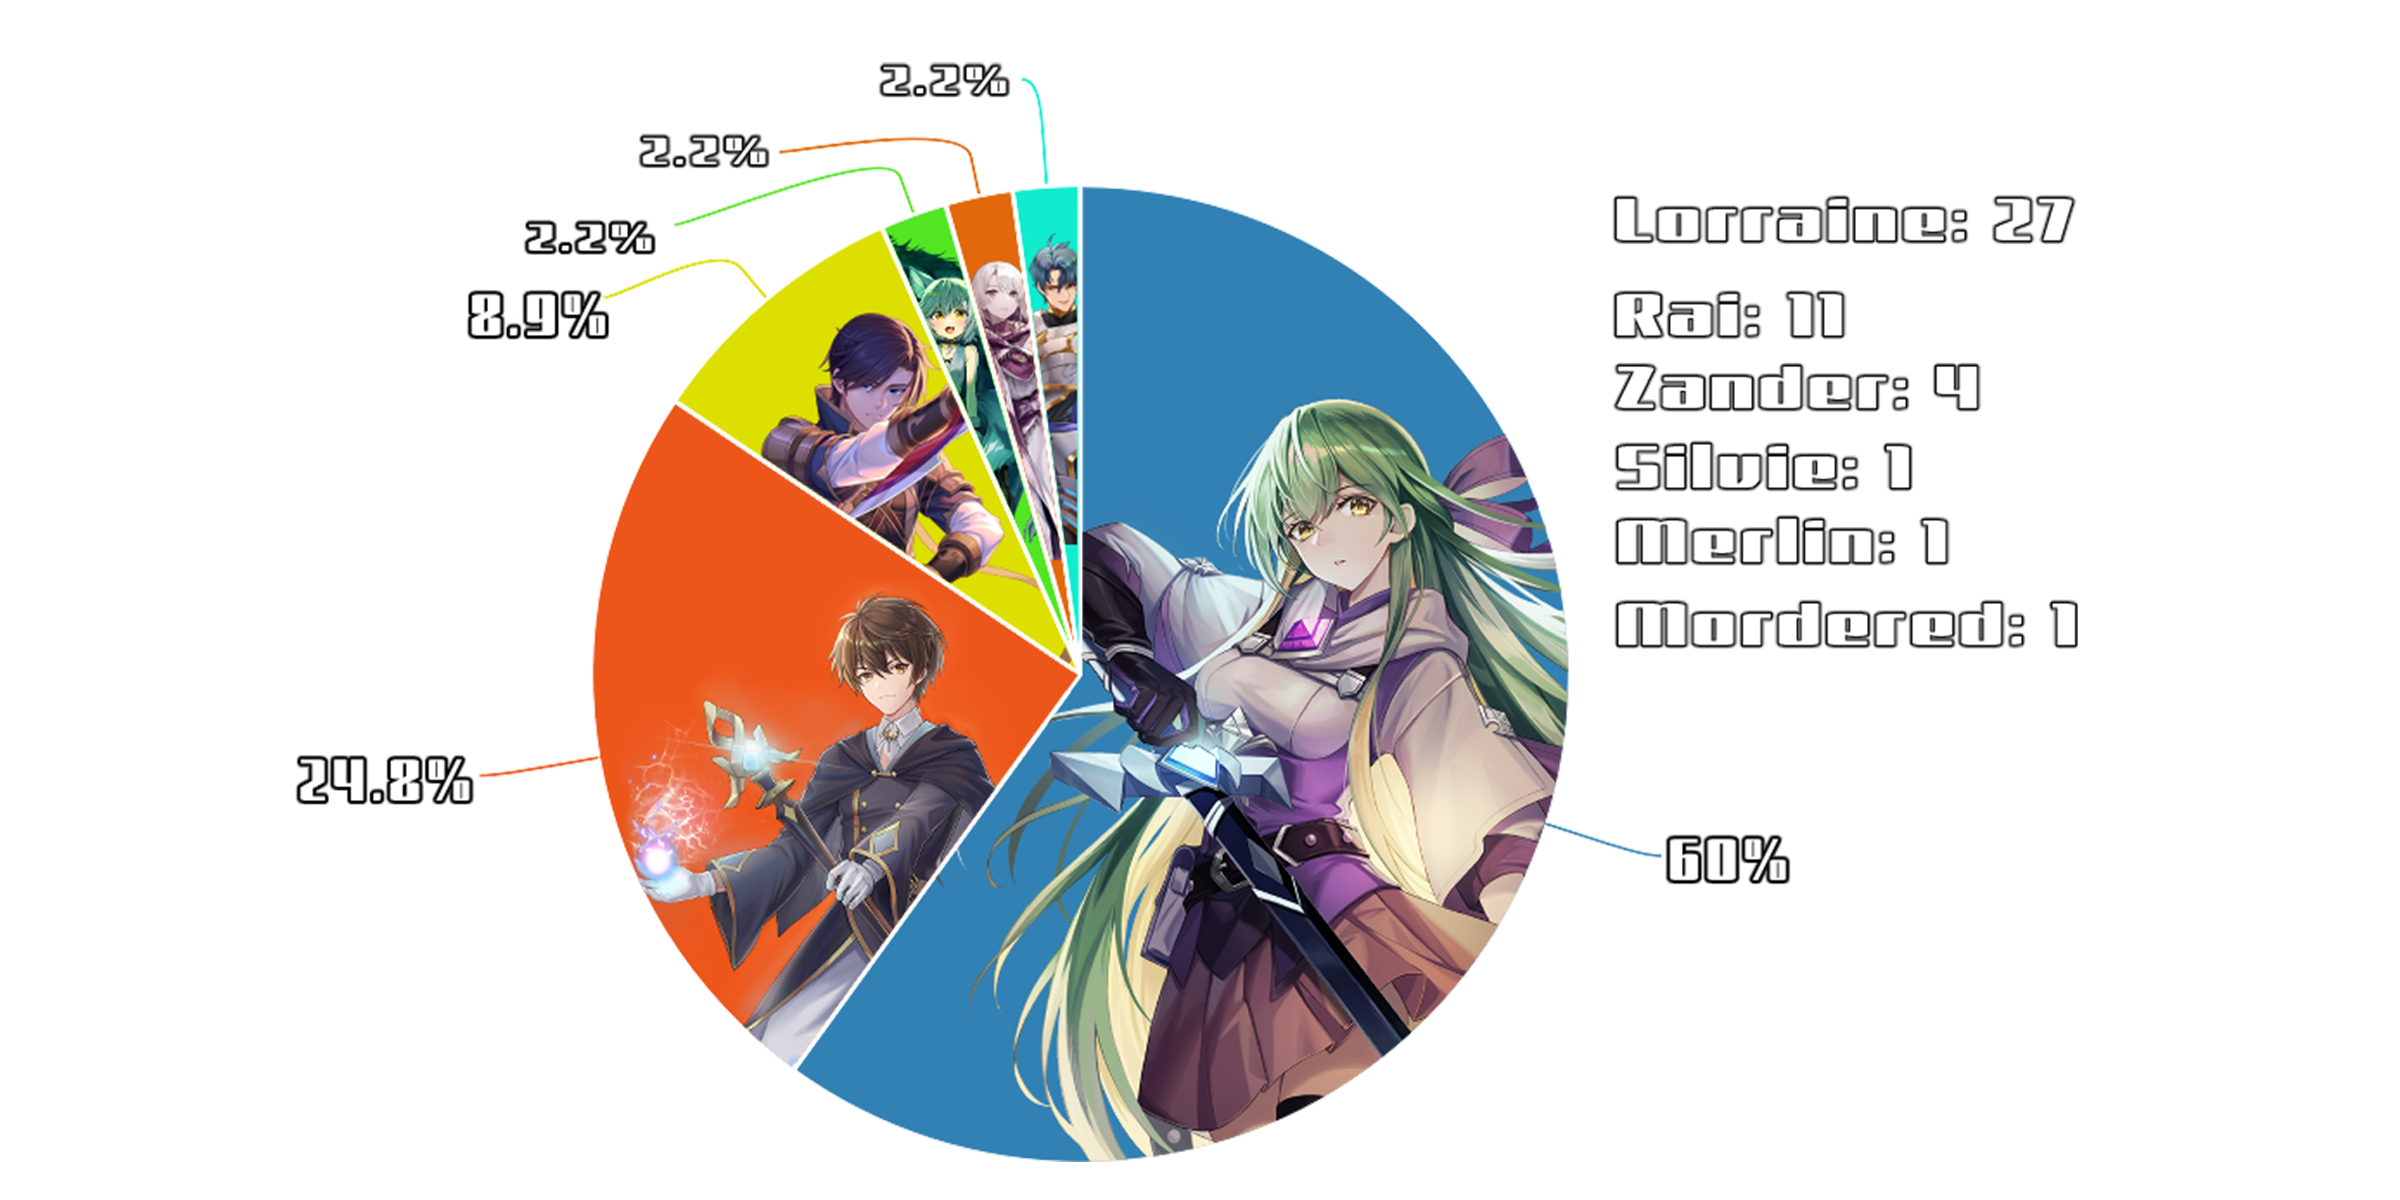 2.2%
2.2%
2.2%
8.9%
24.8%
60%
Lorraine: 27
Rai: 11
Zander: 4
Silvie: 1
Merlin: 1
Mordered: 1